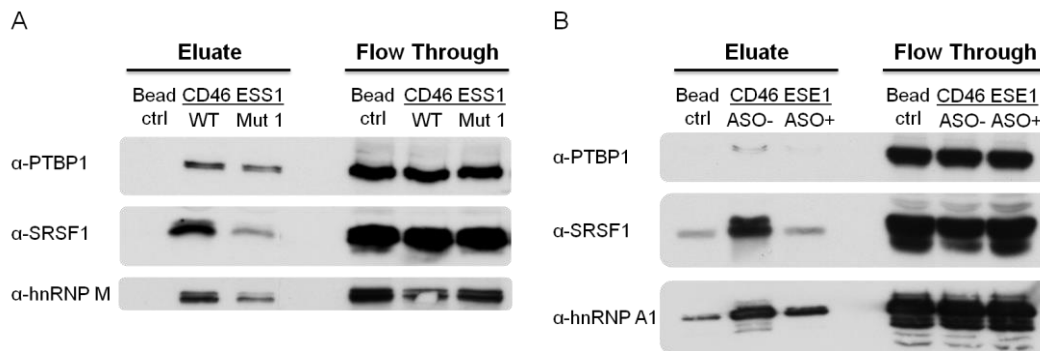 A
Eluate Flow Through
Bead CD46 ESS1 Bead CD46 ESS1
ctrl WT Mut 1 ctrl WT Mut 1
α-PTBP1
α-SRSF1
α-hnRNP M
B
Eluate Flow Through
Bead CD46 ESE1 Bead CD46 ESE1
ctrl ASO- ASO+ ctrl ASO- ASO+
α-PTBP1
α-SRSF1
α-hnRNP A1